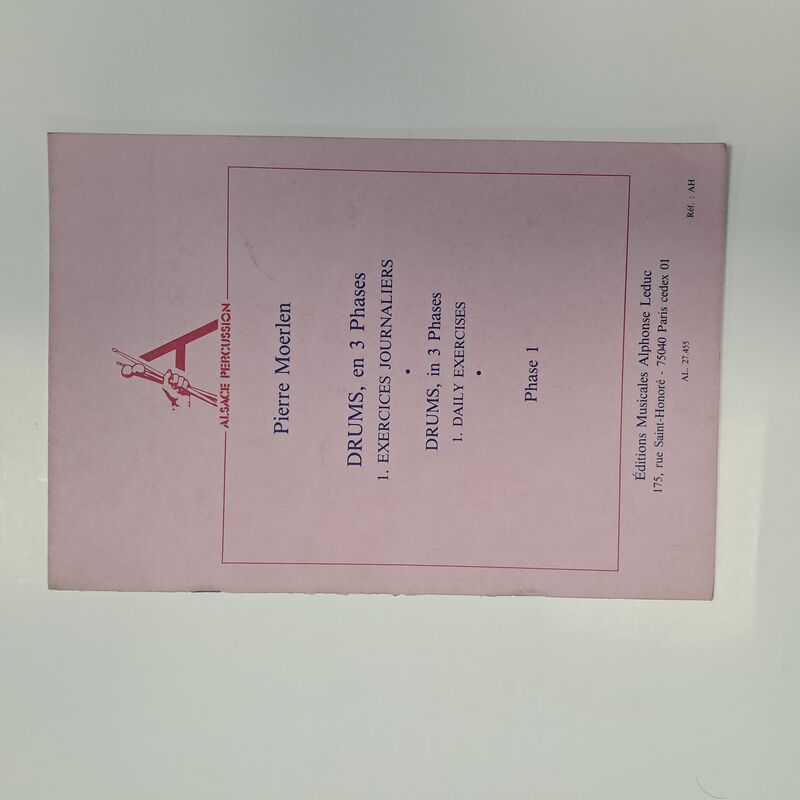 ALSACE PERCUSSION
Pierre Moerlen
DRUMS, en 3 Phases
1. EXERCICES JOURNALIERS
•
DRUMS, in 3 Phases
1. DAILY EXERCISES
•
Phase 1
Éditions Musicales Alphonse Leduc
175, rue Saint-Honoré - 75040 Paris cedex 01
AL. 27.455
Réf. : AH